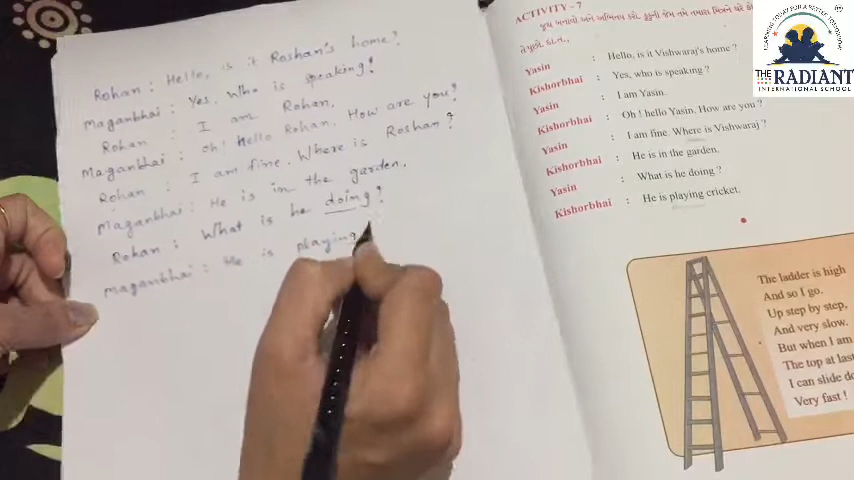 Rohan : Hello, is it Roshan's home?
Maganbhai : Yes, Who is speaking?
Rohan : I am Rohan.
Maganbhai : Oh! Hello Rohan. How are you?
Rohan : I am fine. Where is Roshan?
Maganbhai : He is in the garden.
Rohan : What is he doing?
Maganbhai : He is playing
ACTIVITY - 7
Yasin : Hello, is it Vishwaraj's home ?
Kishorbhai : Yes, who is speaking ?
Yasin : I am Yasin.
Kishorbhai : Oh ! hello Yasin. How are you ?
Yasin : I am fine. Where is Vishwaraj ?
Kishorbhai : He is in the garden.
Yasin : What is he doing ?
Kishorbhai : He is playing cricket.
The ladder is high
And so I go.
Up step by step,
And very slow.
But when I am
The top at last
I can slide
Very fast !
THE RADIANT
INTERNATIONAL SCHOOL